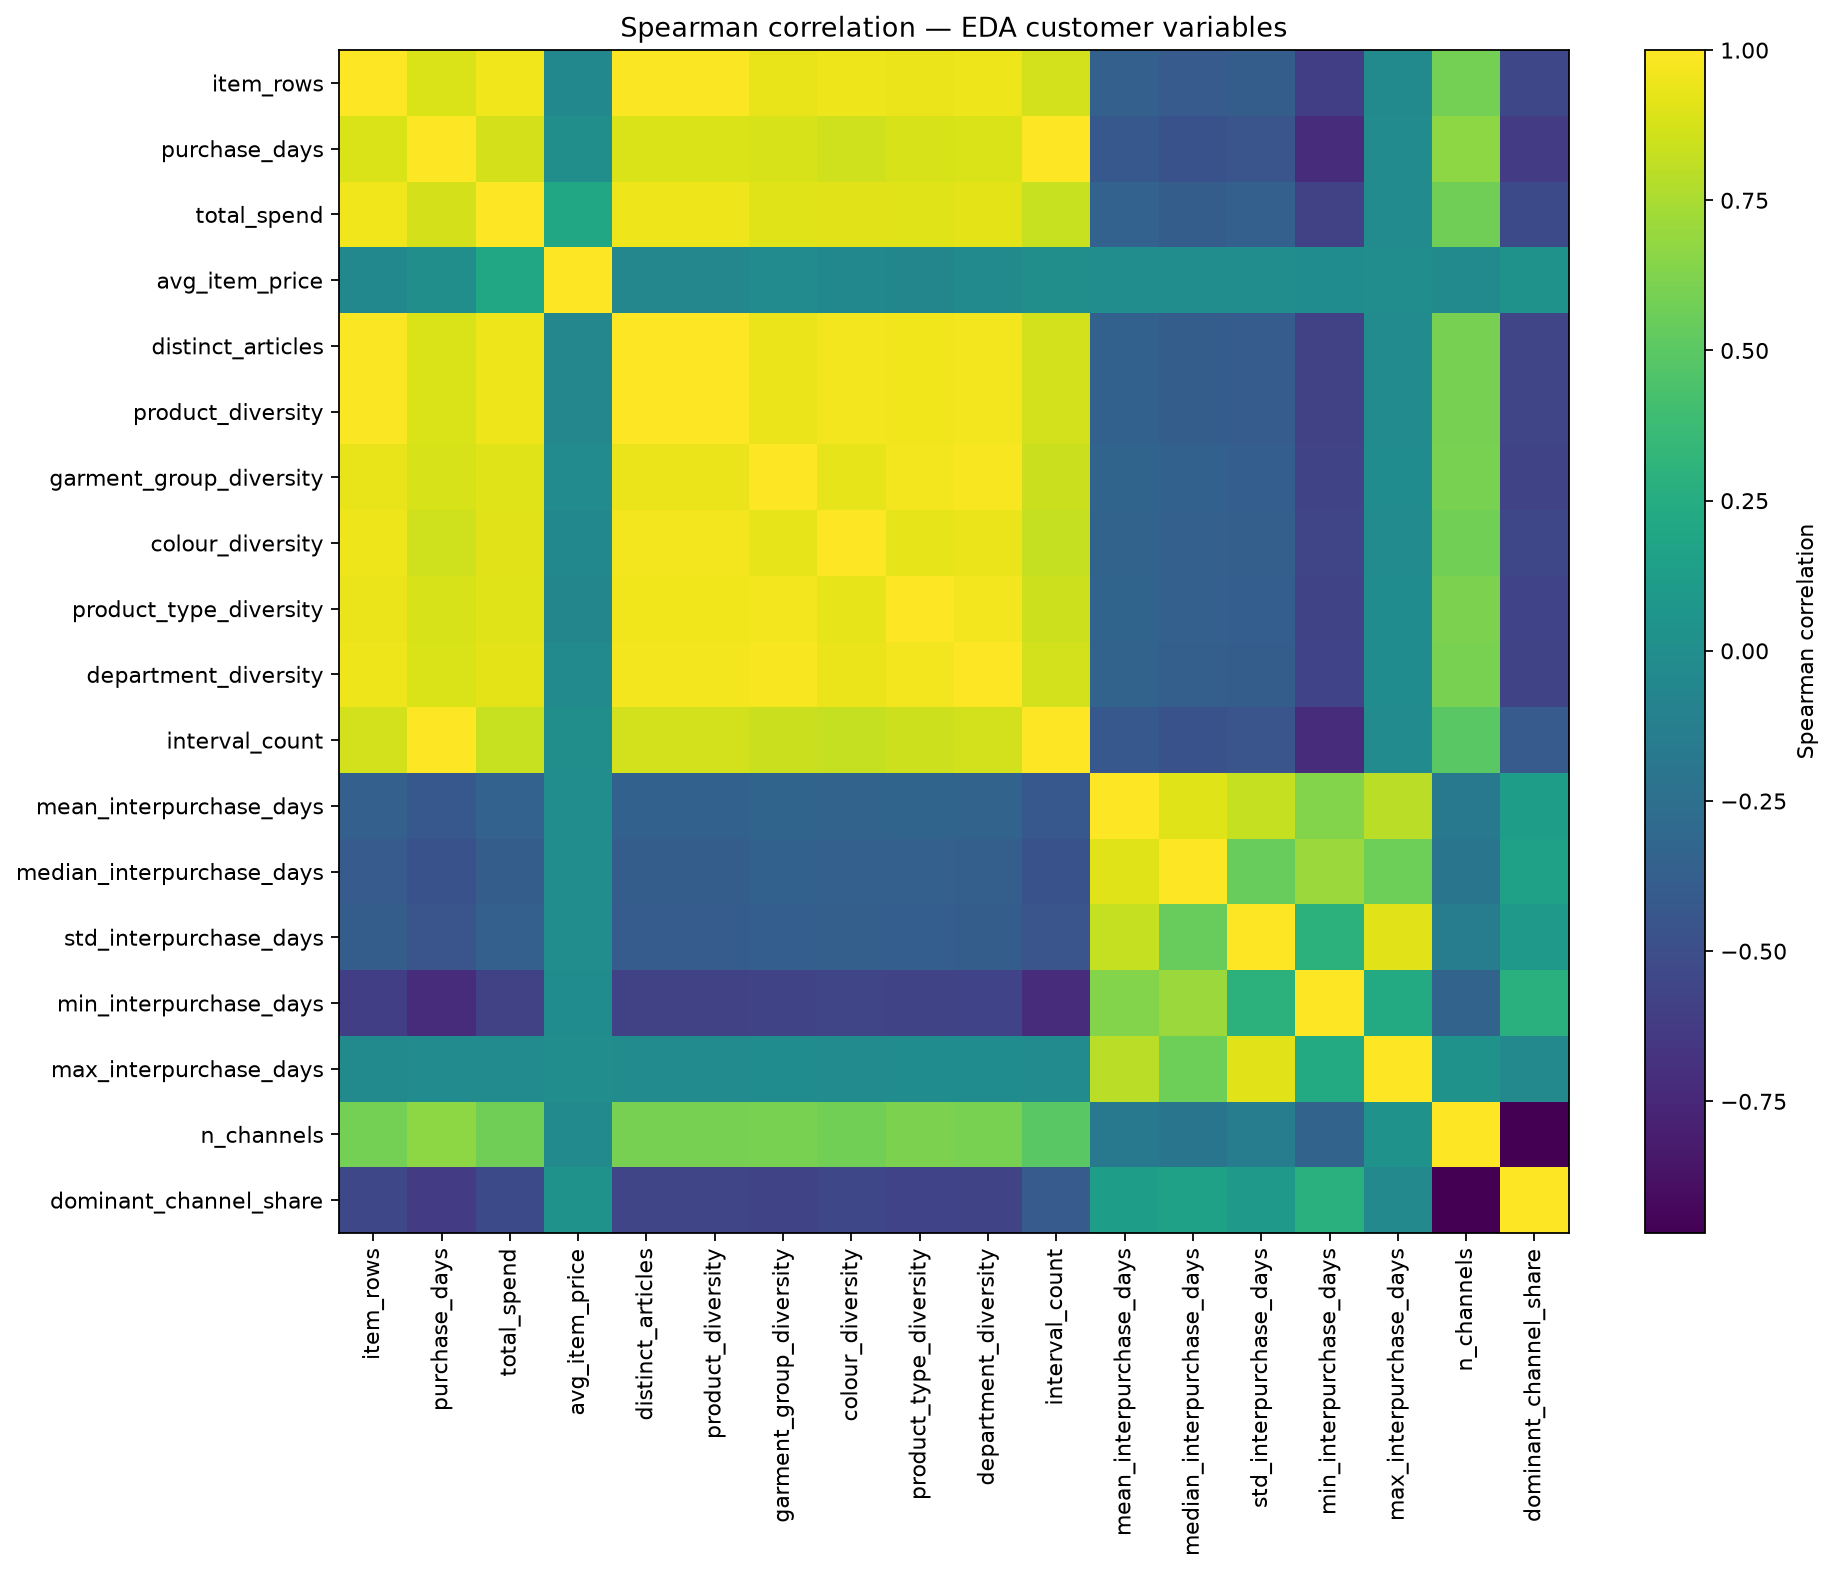 Spearman correlation — EDA customer variables
item_rows
purchase_days
total_spend
avg_item_price
distinct_articles
product_diversity
garment_group_diversity
colour_diversity
product_type_diversity
department_diversity
interval_count
mean_interpurchase_days
median_interpurchase_days
std_interpurchase_days
min_interpurchase_days
max_interpurchase_days
n_channels
dominant_channel_share
item_rows
purchase_days
total_spend
avg_item_price
distinct_articles
product_diversity
garment_group_diversity
colour_diversity
product_type_diversity
department_diversity
interval_count
mean_interpurchase_days
median_interpurchase_days
std_interpurchase_days
min_interpurchase_days
max_interpurchase_days
n_channels
dominant_channel_share
1.00
0.75
0.50
0.25
0.00
−0.25
−0.50
−0.75
Spearman correlation